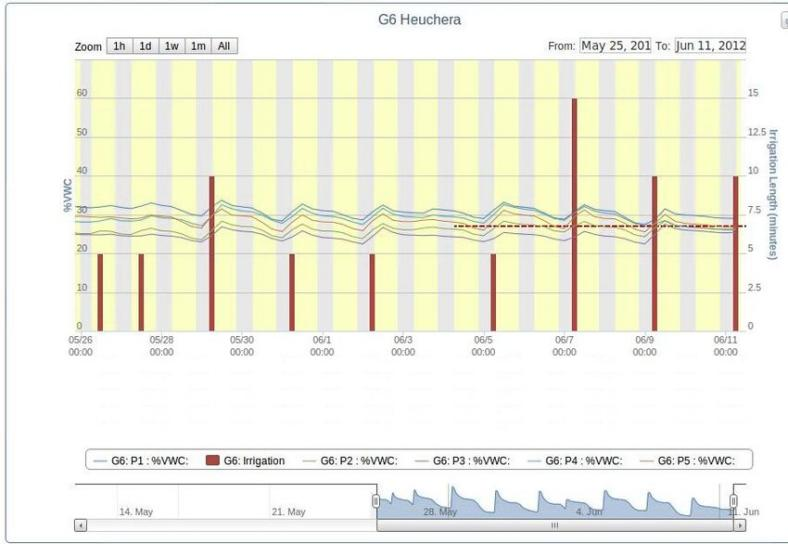 G6 Heuchera
Zoom 1h 1d 1w 1m All From: May 25, 201 To: Jun 11, 2012
60 15
50 12.5
40 10
30 7.5
20 5
10 2.5
0 0
%VWC
Irrigation Length (minutes)
05/26 05/28 05/30 06/1 06/3 06/5 06/7 06/9 06/11
00:00 00:00 00:00 00:00 00:00 00:00 00:00 00:00 00:00
G6: P1 : %VWC: G6: Irrigation G6: P2 : %VWC: G6: P3 : %VWC: G6: P4 : %VWC: G6: P5 : %VWC:
14. May 21. May 28. May 4. Jun 11. Jun